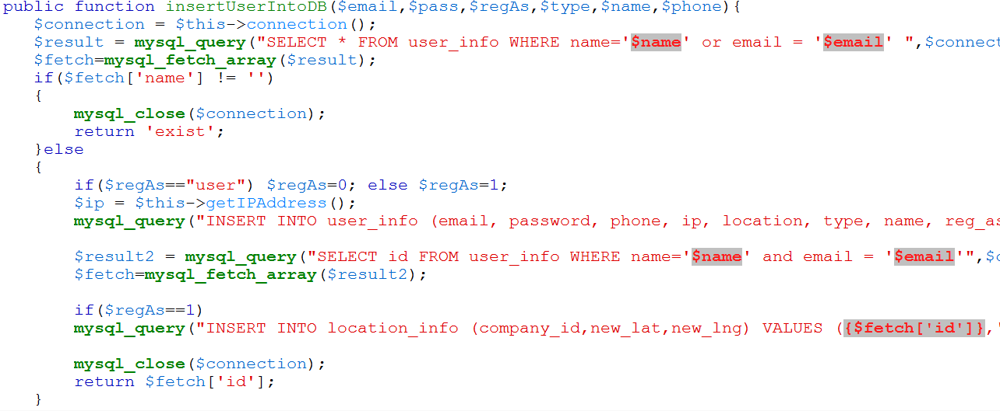 public function insertUserIntoDB($email,$pass,$regAs,$type,$name,$phone){
$connection = $this->connection();
$result = mysql_query("SELECT * FROM user_info WHERE name='$name' or email = '$email' ",$connect
$fetch=mysql_fetch_array($result);
if($fetch['name'] != '')
{
mysql_close($connection);
return 'exist';
}else
{
if($regAs=="user") $regAs=0; else $regAs=1;
$ip = $this->getIPAddress();
mysql_query("INSERT INTO user_info (email, password, phone, ip, location, type, name, reg_as
$result2 = mysql_query("SELECT id FROM user_info WHERE name='$name' and email = '$email'",$c
$fetch=mysql_fetch_array($result2);
if($regAs==1)
mysql_query("INSERT INTO location_info (company_id,new_lat,new_lng) VALUES ({$fetch['id']},'
mysql_close($connection);
return $fetch['id'];
}